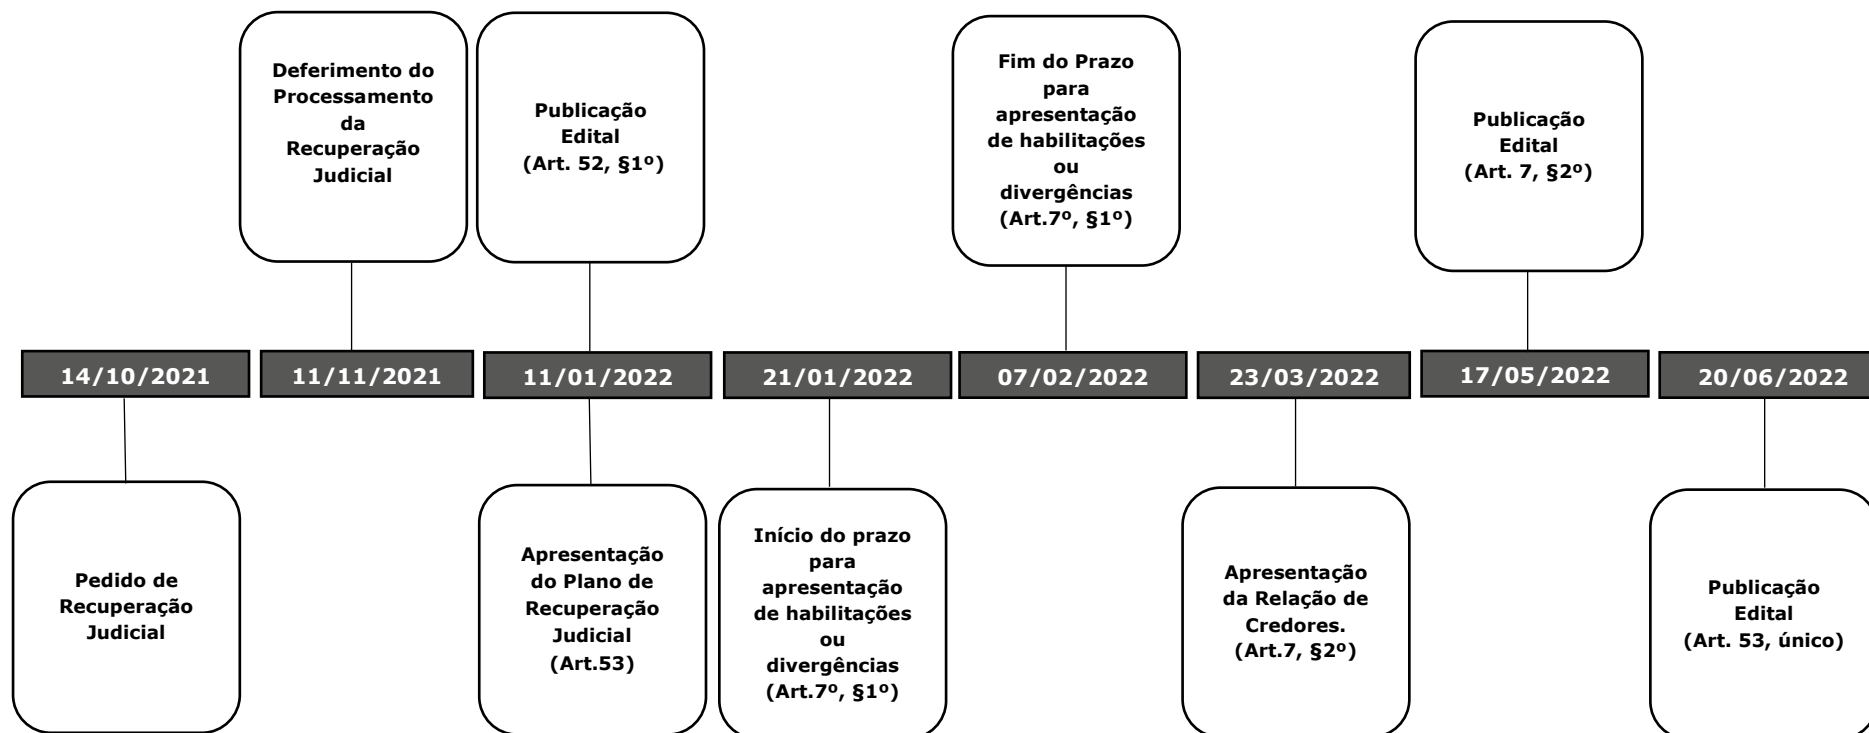 Deferimento do
Processamento
da
Recuperação
Judicial
Publicação
Edital
(Art. 52, §1º)
Fim do Prazo
para
apresentação
de habilitações
ou
divergências
(Art.7º, §1º)
Publicação
Edital
(Art. 7, §2º)
14/10/2021
11/11/2021
11/01/2022
21/01/2022
07/02/2022
23/03/2022
17/05/2022
20/06/2022
Pedido de
Recuperação
Judicial
Apresentação
do Plano de
Recuperação
Judicial
(Art.53)
Início do prazo
para
apresentação
de habilitações
ou
divergências
(Art.7º, §1º)
Apresentação
da Relação de
Credores.
(Art.7, §2º)
Publicação
Edital
(Art. 53, único)